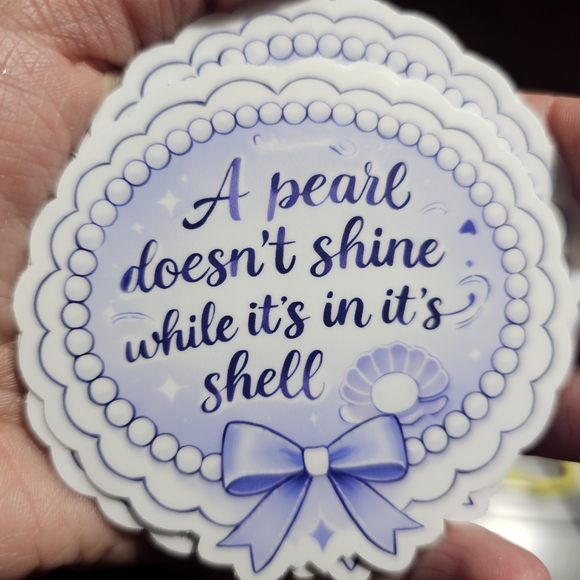 A pearl
doesn't shine
while it's in it's
shell